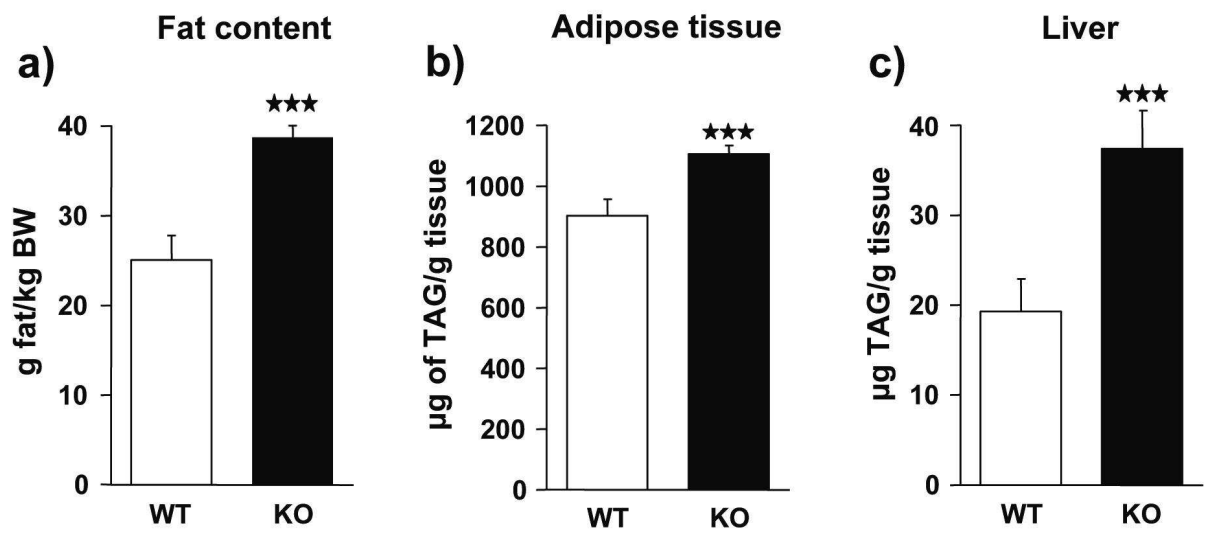 Fat content
a)
★★★
g fat/kg BW
40
30
20
10
0
WT
KO
Adipose tissue
b)
★★★
µg of TAG/g tissue
1200
1000
800
600
400
200
0
WT
KO
Liver
c)
★★★
µg TAG/g tissue
40
30
20
10
0
WT
KO